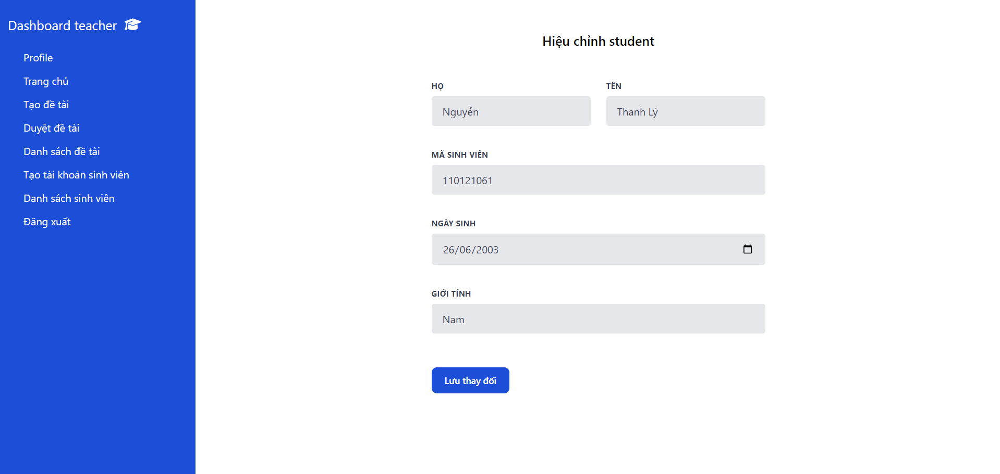 Dashboard teacher
Profile
Trang chủ
Tạo đề tài
Duyệt đề tài
Danh sách đề tài
Tạo tài khoản sinh viên
Danh sách sinh viên
Đăng xuất
Hiệu chỉnh student
HỌ TÊN
Nguyễn Thanh Lý
MÃ SINH VIÊN
110121061
NGÀY SINH
26/06/2003
GIỚI TÍNH
Nam
Lưu thay đổi